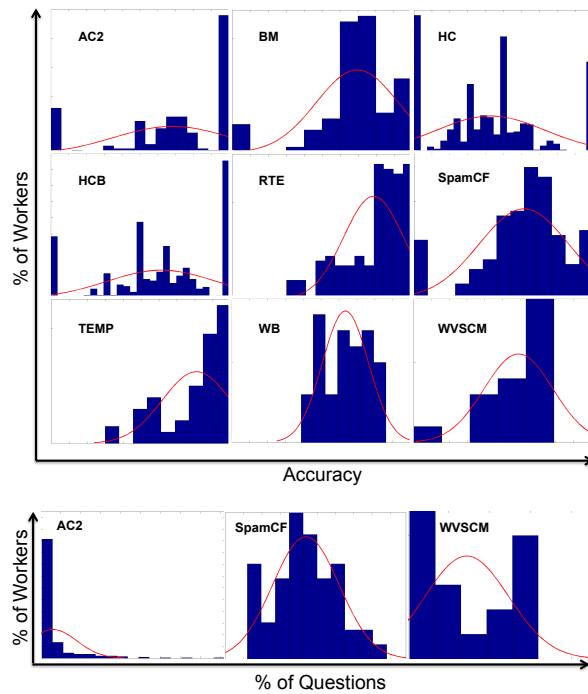 AC2
BM
HC
HCB
RTE
SpamCF
TEMP
WB
WVSCM
% of Workers
Accuracy
AC2
SpamCF
WVSCM
% of Workers
% of Questions